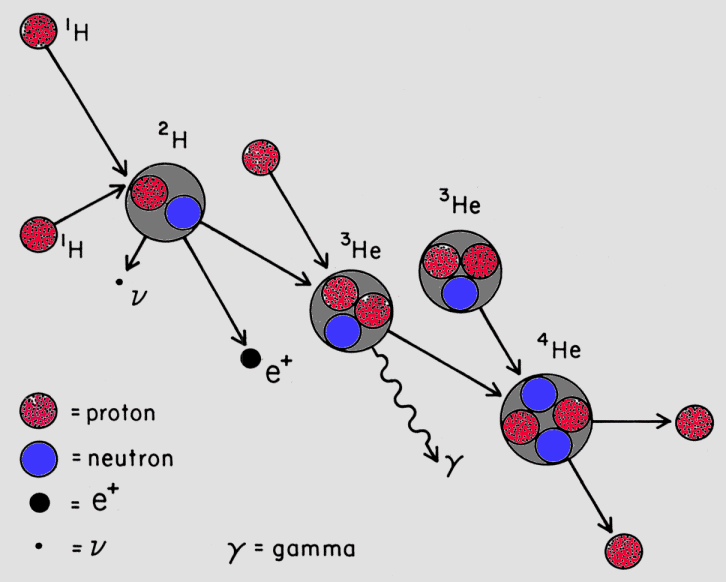 ¹H
²H
¹H
³He
³He
⁴He
ν
e⁺
γ
= proton
= neutron
= e⁺
= ν
γ = gamma